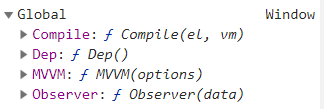 ▼Global Window
▶Compile: ƒ Compile(el, vm)
▶Dep: ƒ Dep()
▶MVVM: ƒ MVVM(options)
▶Observer: ƒ Observer(data)